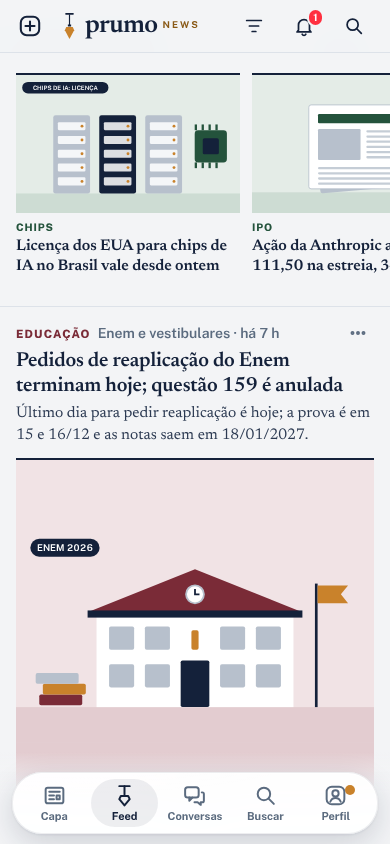 prumo NEWS
1
CHIPS DE IA: LICENÇA
CHIPS
Licença dos EUA para chips de
IA no Brasil vale desde ontem
IPO
Ação da Anthropic a
111,50 na estreia, 3
EDUCAÇÃO Enem e vestibulares · há 7 h
Pedidos de reaplicação do Enem
terminam hoje; questão 159 é anulada
Último dia para pedir reaplicação é hoje; a prova é em
15 e 16/12 e as notas saem em 18/01/2027.
ENEM 2026
Capa
Feed
Conversas
Buscar
Perfil